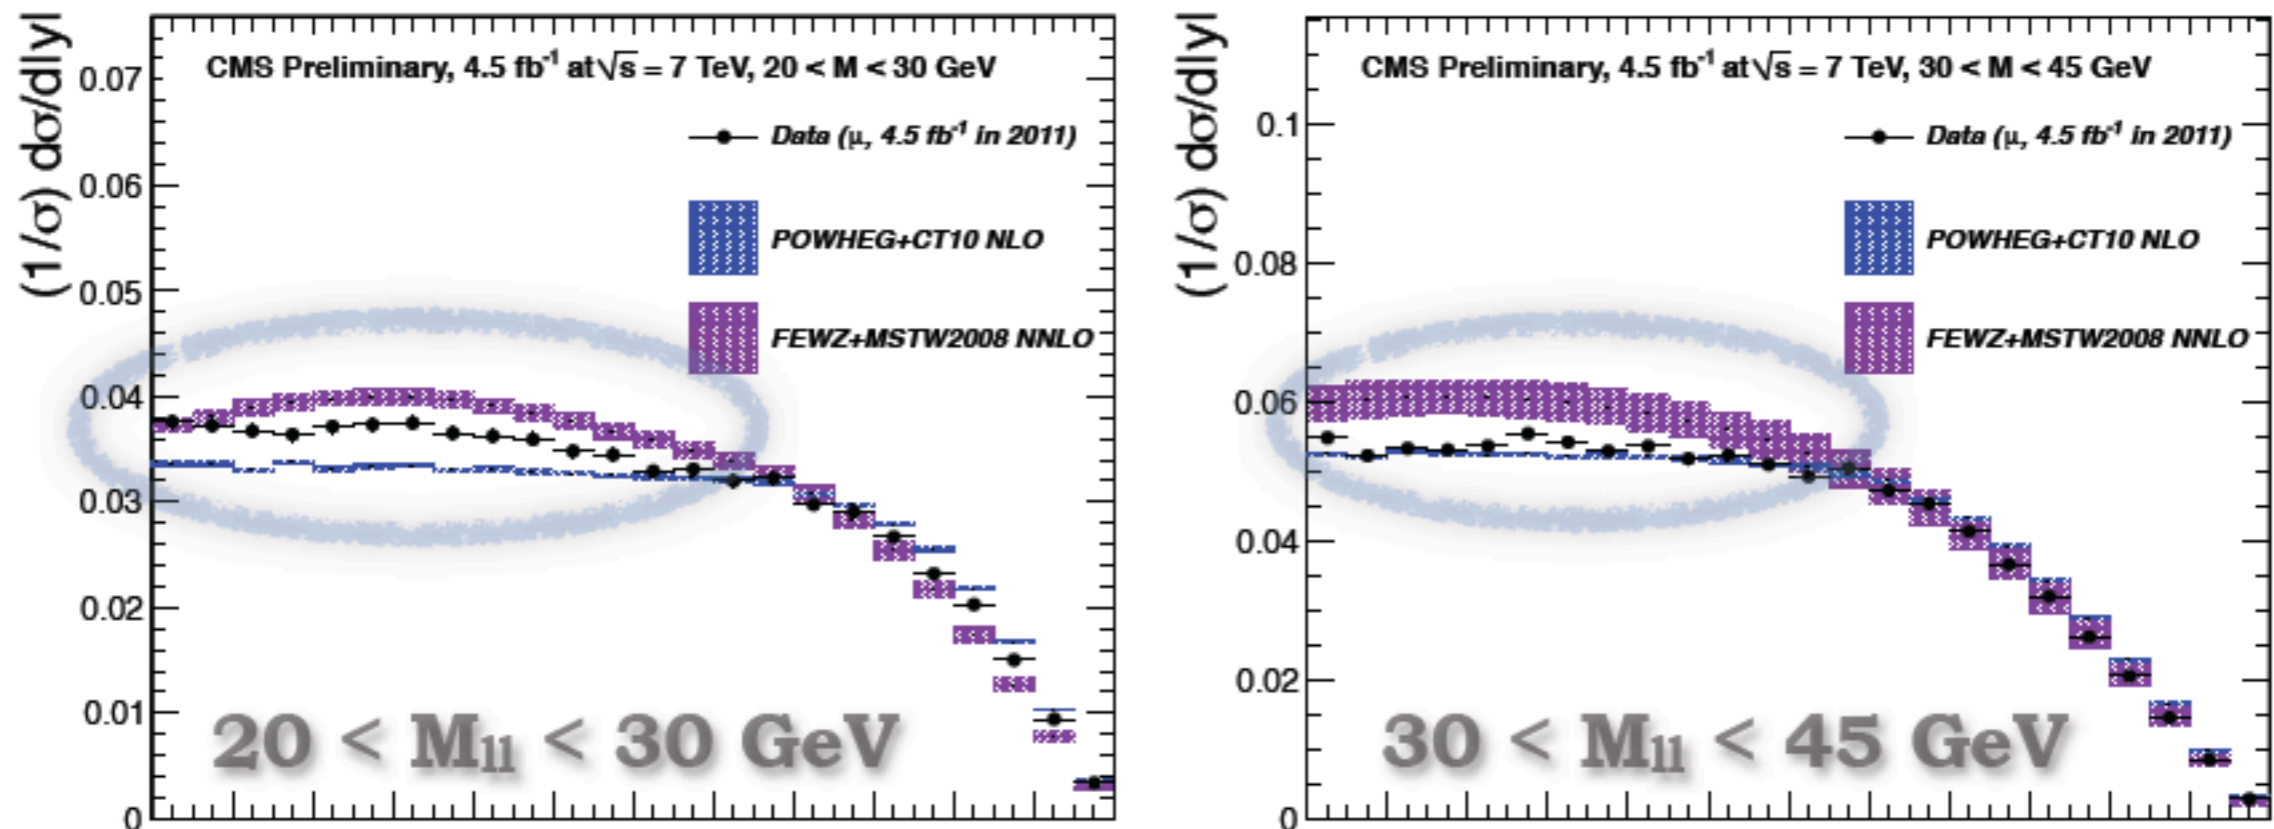 (1/σ) dσ/d|y|
CMS Preliminary, 4.5 fb⁻¹ at √s = 7 TeV, 20 < M < 30 GeV
Data (μ, 4.5 fb⁻¹ in 2011)
POWHEG+CT10 NLO
FEWZ+MSTW2008 NNLO
0.07
0.06
0.05
0.04
0.03
0.02
0.01
0
20 < M₁₁ < 30 GeV
(1/σ) dσ/d|y|
CMS Preliminary, 4.5 fb⁻¹ at √s = 7 TeV, 30 < M < 45 GeV
Data (μ, 4.5 fb⁻¹ in 2011)
POWHEG+CT10 NLO
FEWZ+MSTW2008 NNLO
0.1
0.08
0.06
0.04
0.02
0
30 < M₁₁ < 45 GeV